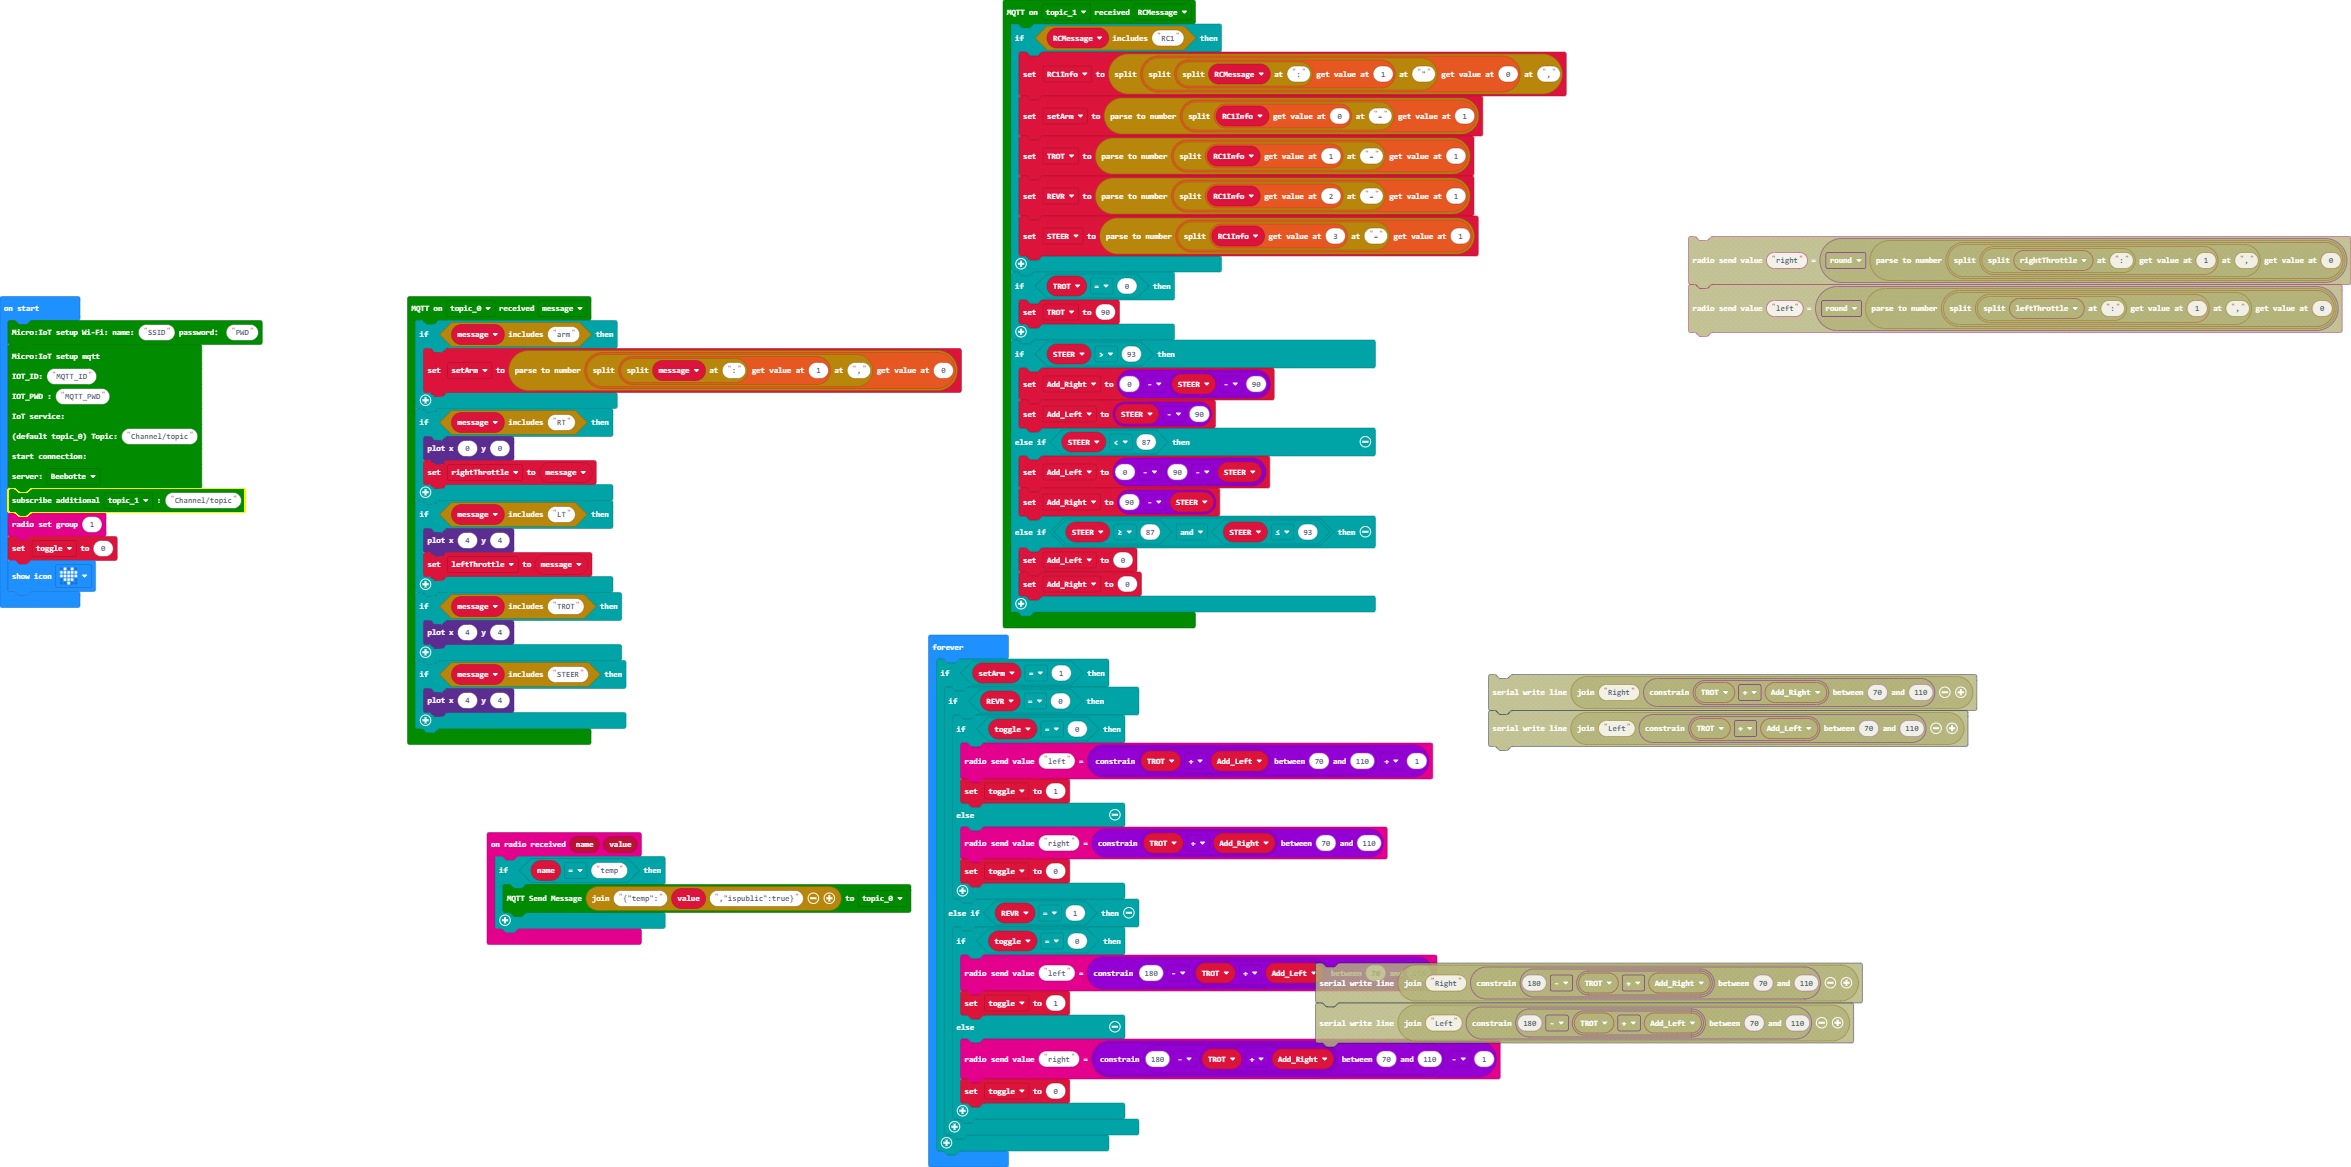 on start
Micro:IoT setup Wi-Fi: name: "SSID" password: "PWD"
Micro:IoT setup mqtt
IOT_ID: "MQTT_ID"
IOT_PWD : "MQTT_PWD"
IoT service:
(default topic_0) Topic: "Channel/topic"
start connection:
server: Beebotte
subscribe additional topic_1 : "Channel/topic"
radio set group 1
set toggle to 0
show icon
MQTT on topic_0 received message
if message includes "arm" then
set setArm to parse to number split split message at ":" get value at 1 at "," get value at 0
if message includes "RT" then
plot x 0 y 0
set rightThrottle to message
if message includes "LT" then
plot x 4 y 4
set leftThrottle to message
if message includes "TROT" then
plot x 4 y 4
if message includes "STEER" then
plot x 4 y 4
on radio received name value
if name = "temp" then
MQTT Send Message join "{"temp":" value ","ispublic":true}" to topic_0
MQTT on topic_1 received RCMessage
if RCMessage includes "RC1" then
set RC1Info to split split split RCMessage at ":" get value at 1 at """ get value at 0 at ","
set setArm to parse to number split RC1Info get value at 0 at "=" get value at 1
set TROT to parse to number split RC1Info get value at 1 at "=" get value at 1
set REVR to parse to number split RC1Info get value at 2 at "=" get value at 1
set STEER to parse to number split RC1Info get value at 3 at "=" get value at 1
if TROT = 0 then
set TROT to 90
if STEER > 93 then
set Add_Right to 0 - STEER - 90
set Add_Left to STEER - 90
else if STEER < 87 then
set Add_Left to 0 - 90 - STEER
set Add_Right to 90 - STEER
else if STEER ≥ 87 and STEER ≤ 93 then
set Add_Left to 0
set Add_Right to 0
forever
if setArm = 1 then
if REVR = 0 then
if toggle = 0 then
radio send value "left" = constrain TROT + Add_Left between 70 and 110 + 1
set toggle to 1
else
radio send value "right" = constrain TROT + Add_Right between 70 and 110
set toggle to 0
else if REVR = 1 then
if toggle = 0 then
radio send value "left" = constrain 180 - TROT + Add_Left between 70 and
set toggle to 1
else
radio send value "right" = constrain 180 - TROT + Add_Right between 70 and 110 - 1
set toggle to 0
radio send value "right" = round parse to number split split rightThrottle at ":" get value at 1 at "," get value at 0
radio send value "left" = round parse to number split split leftThrottle at ":" get value at 1 at "," get value at 0
serial write line join "Right" constrain TROT + Add_Right between 70 and 110
serial write line join "Left" constrain TROT + Add_Left between 70 and 110
serial write line join "Right" constrain 180 - TROT + Add_Right between 70 and 110
serial write line join "Left" constrain 180 - TROT + Add_Left between 70 and 110